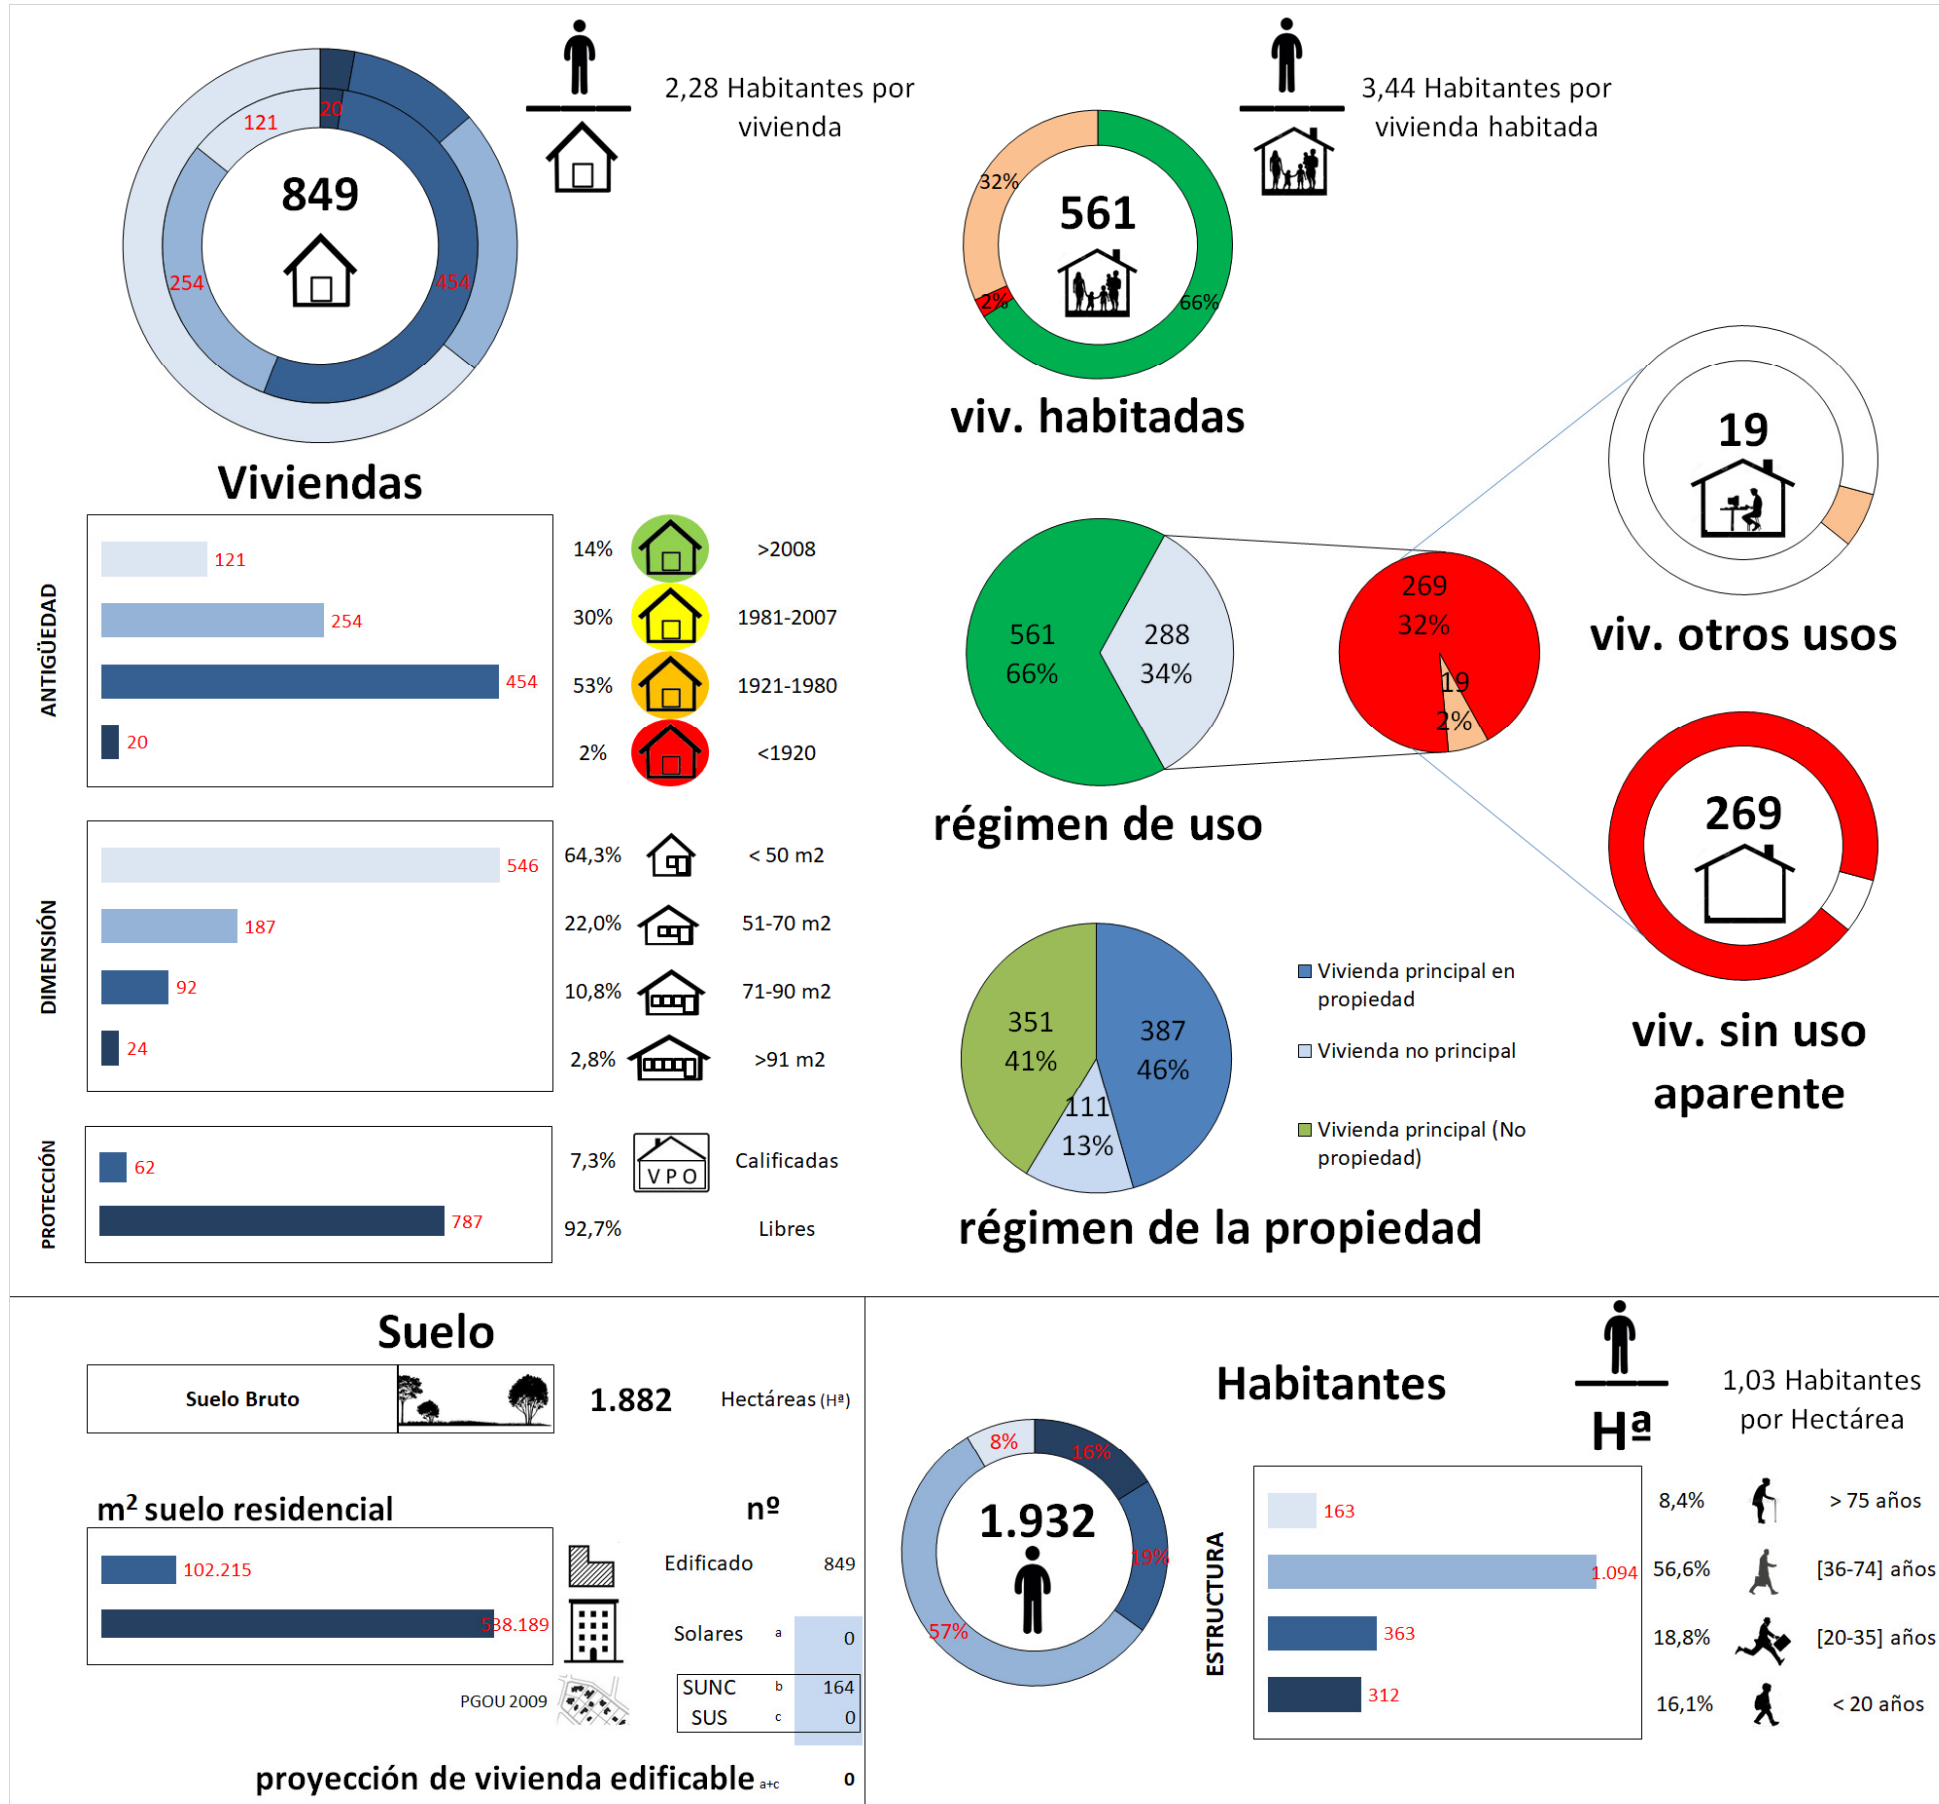 20
121
454
254
849
2,28 Habitantes por
vivienda
Viviendas
32%
2%
66%
561
viv. habitadas
3,44 Habitantes por
vivienda habitada
19
viv. otros usos
ANTIGÜEDAD
121
14%
>2008
254
30%
1981-2007
454
53%
1921-1980
20
2%
<1920
561
66%
288
34%
269
32%
19
2%
régimen de uso
269
viv. sin uso
aparente
DIMENSIÓN
546
64,3%
< 50 m2
187
22,0%
51-70 m2
92
10,8%
71-90 m2
24
2,8%
>91 m2
351
41%
387
46%
111
13%
Vivienda principal en
propiedad
Vivienda no principal
Vivienda principal (No
propiedad)
régimen de la propiedad
PROTECCIÓN
62
7,3%
VPO
Calificadas
787
92,7%
Libres
Suelo
Suelo Bruto
1.882
Hectáreas (Hª)
m2 suelo residencial
nº
102.215
Edificado
849
538.189
Solares a 0
PGOU 2009
SUNC b 164
SUS c 0
proyección de vivienda edificable a+c 0
Habitantes
Hª
1,03 Habitantes
por Hectárea
8%
16%
19%
57%
1.932
ESTRUCTURA
163
8,4%
> 75 años
1.094
56,6%
[36-74] años
363
18,8%
[20-35] años
312
16,1%
< 20 años